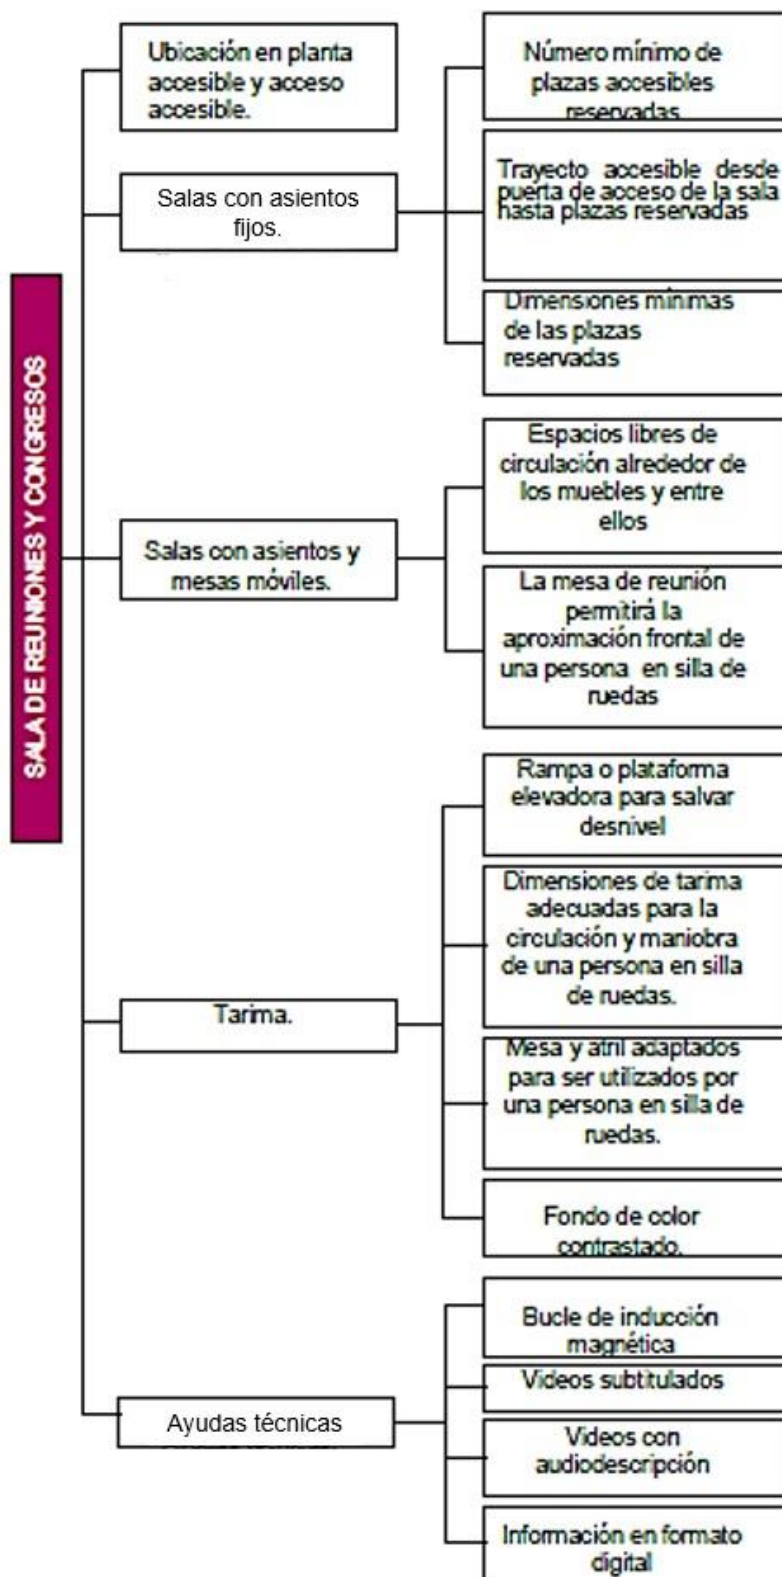 SALA DE REUNIONES Y CONGRESOS
Ubicación en planta
accesible y acceso
accesible.
Salas con asientos
fijos.
Número mínimo de
plazas accesibles
reservadas
Trayecto accesible desde
puerta de acceso de la sala
hasta plazas reservadas
Dimensiones mínimas
de las plazas
reservadas
Salas con asientos y
mesas móviles.
Espacios libres de
circulación alrededor de
los muebles y entre
ellos
La mesa de reunión
permitirá la
aproximación frontal de
una persona en silla de
ruedas
Tarima.
Rampa o plataforma
elevadora para salvar
desnivel
Dimensiones de tarima
adecuadas para la
circulación y maniobra
de una persona en silla
de ruedas.
Mesa y atril adaptados
para ser utilizados por
una persona en silla de
ruedas.
Fondo de color
contrastado.
Ayudas técnicas
Bucle de inducción
magnética
Videos subtitulados
Videos con
audiodescripción
Información en formato
digital